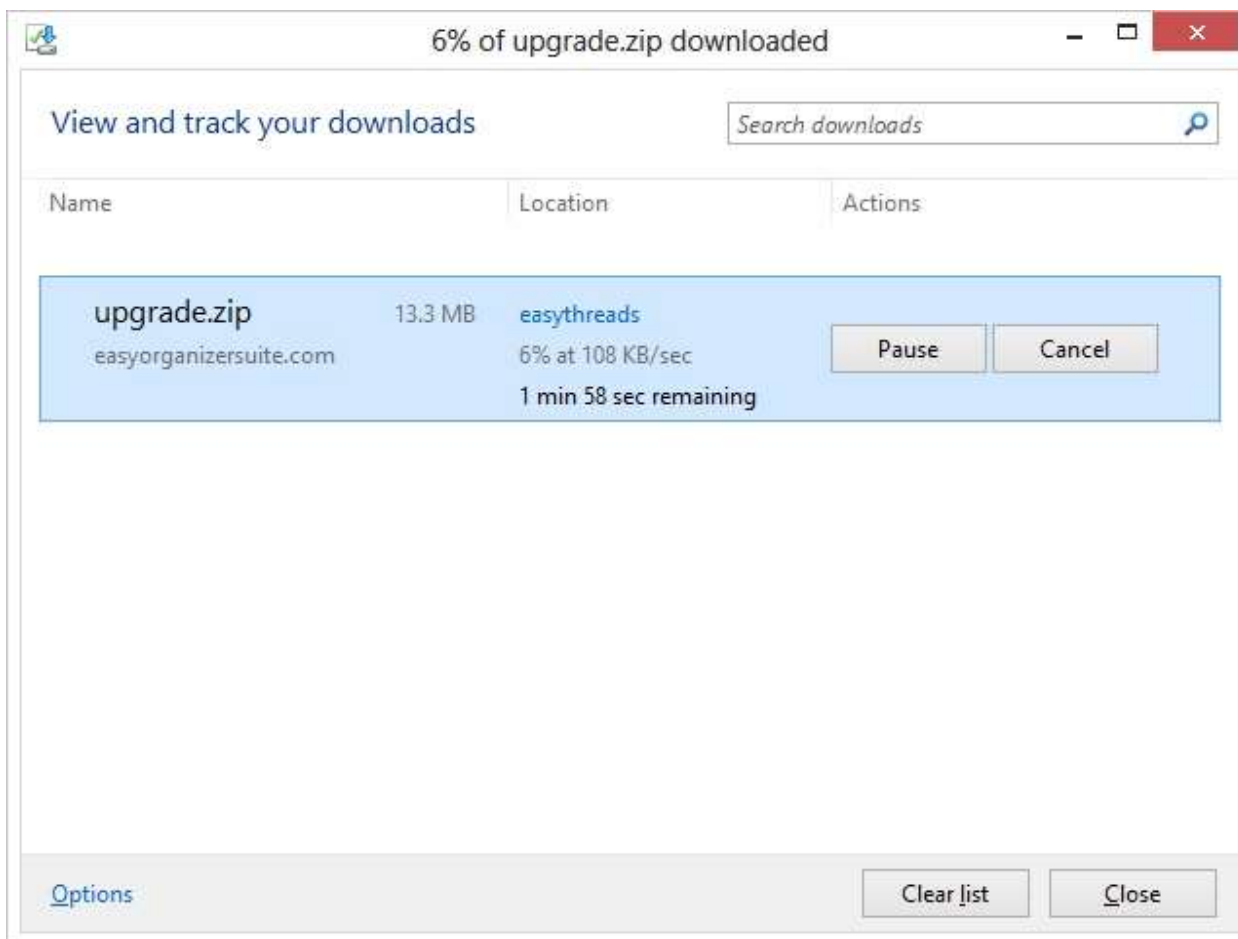 6% of upgrade.zip downloaded
View and track your downloads
Search downloads
Name Location Actions
upgrade.zip 13.3 MB easythreads
easyorganizersuite.com 6% at 108 KB/sec Pause Cancel
1 min 58 sec remaining
Options Clear list Close